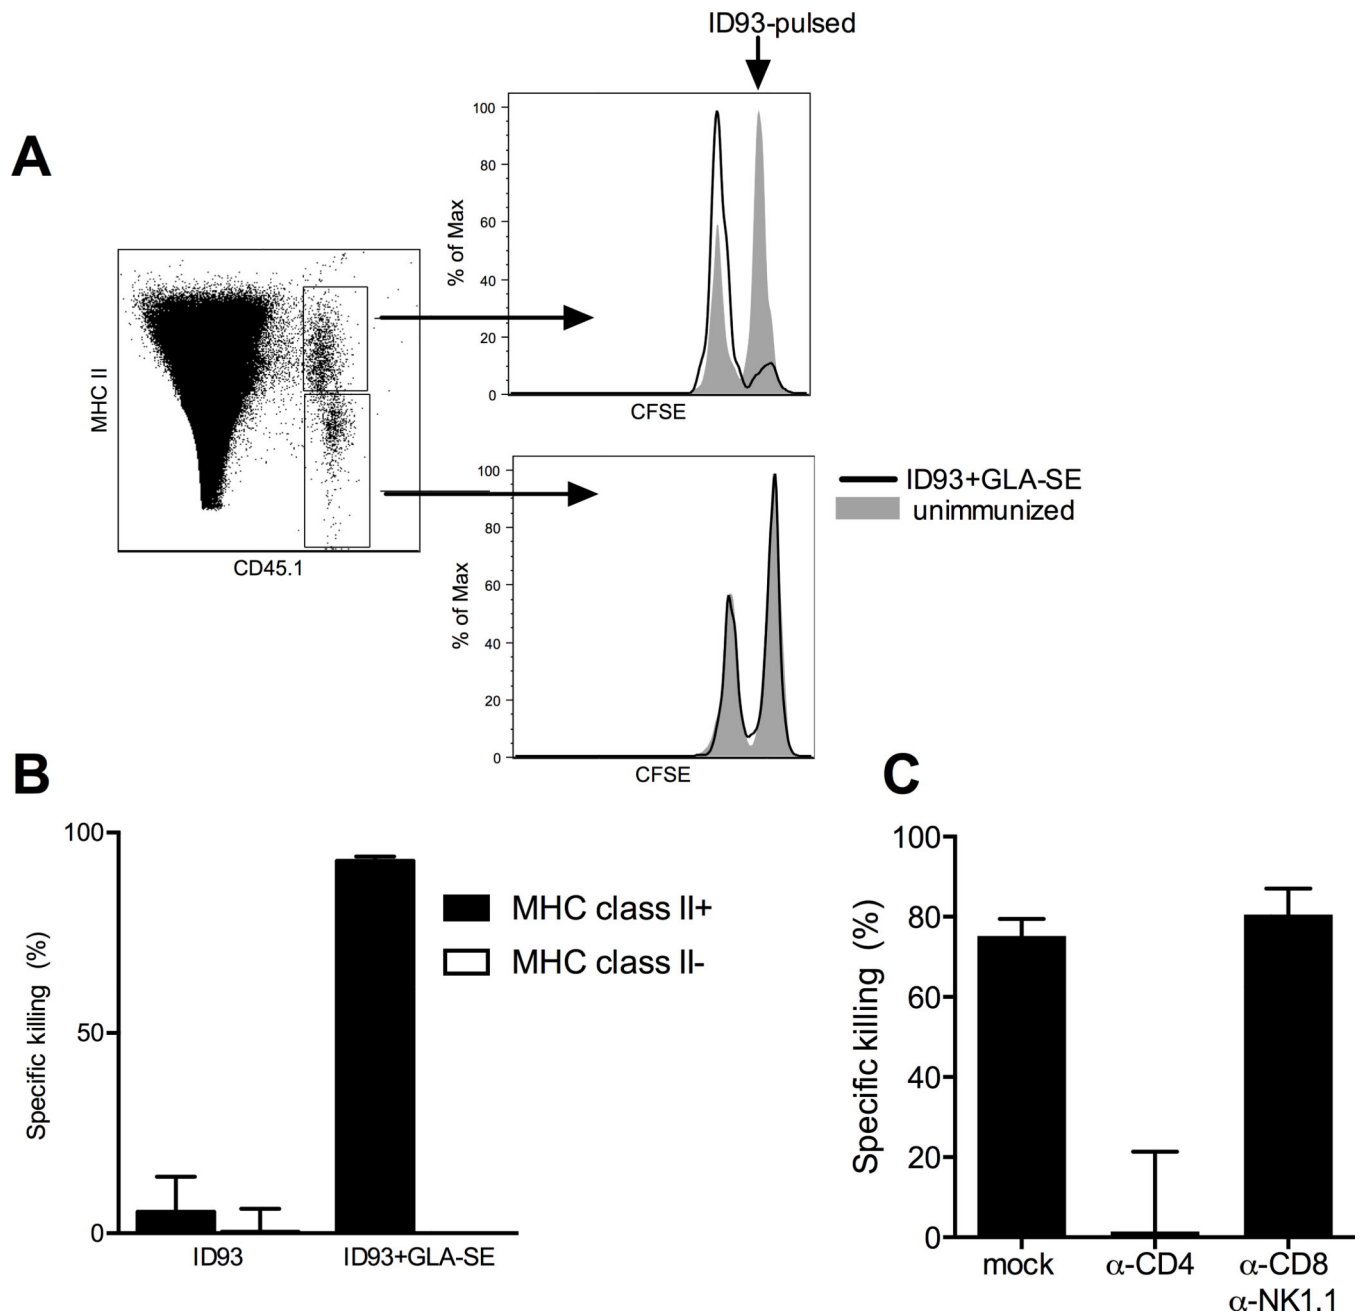 ID93-pulsed
A
100
80
60
40
20
0
% of Max
CFSE
MHC II
CD45.1
100
80
60
40
20
0
% of Max
CFSE
ID93+GLA-SE
unimmunized
B
100
50
0
Specific killing (%)
ID93
ID93+GLA-SE
MHC class II+
MHC class II-
C
100
80
60
40
20
0
Specific killing (%)
mock
α-CD4
α-CD8
α-NK1.1